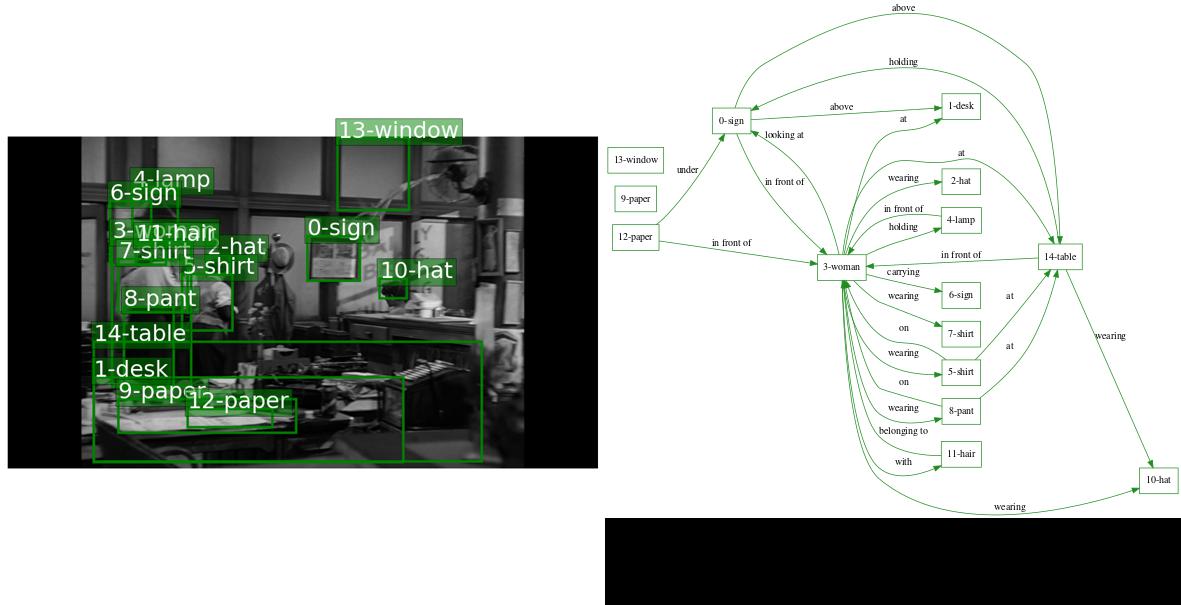 13-window
4-lamp
6-sign
3-woman
11-hair
0-sign
7-shirt
2-hat
5-shirt
10-hat
8-pant
14-table
1-desk
9-paper
12-paper
above
holding
0-sign
above
1-desk
at
looking at
13-window
under
in front of
at
wearing
2-hat
9-paper
in front of
4-lamp
holding
12-paper
in front of
3-woman
in front of
14-table
carrying
6-sign
at
wearing
7-shirt
on
wearing
5-shirt
at
wearing
on
8-pant
wearing
belonging to
11-hair
with
10-hat
wearing